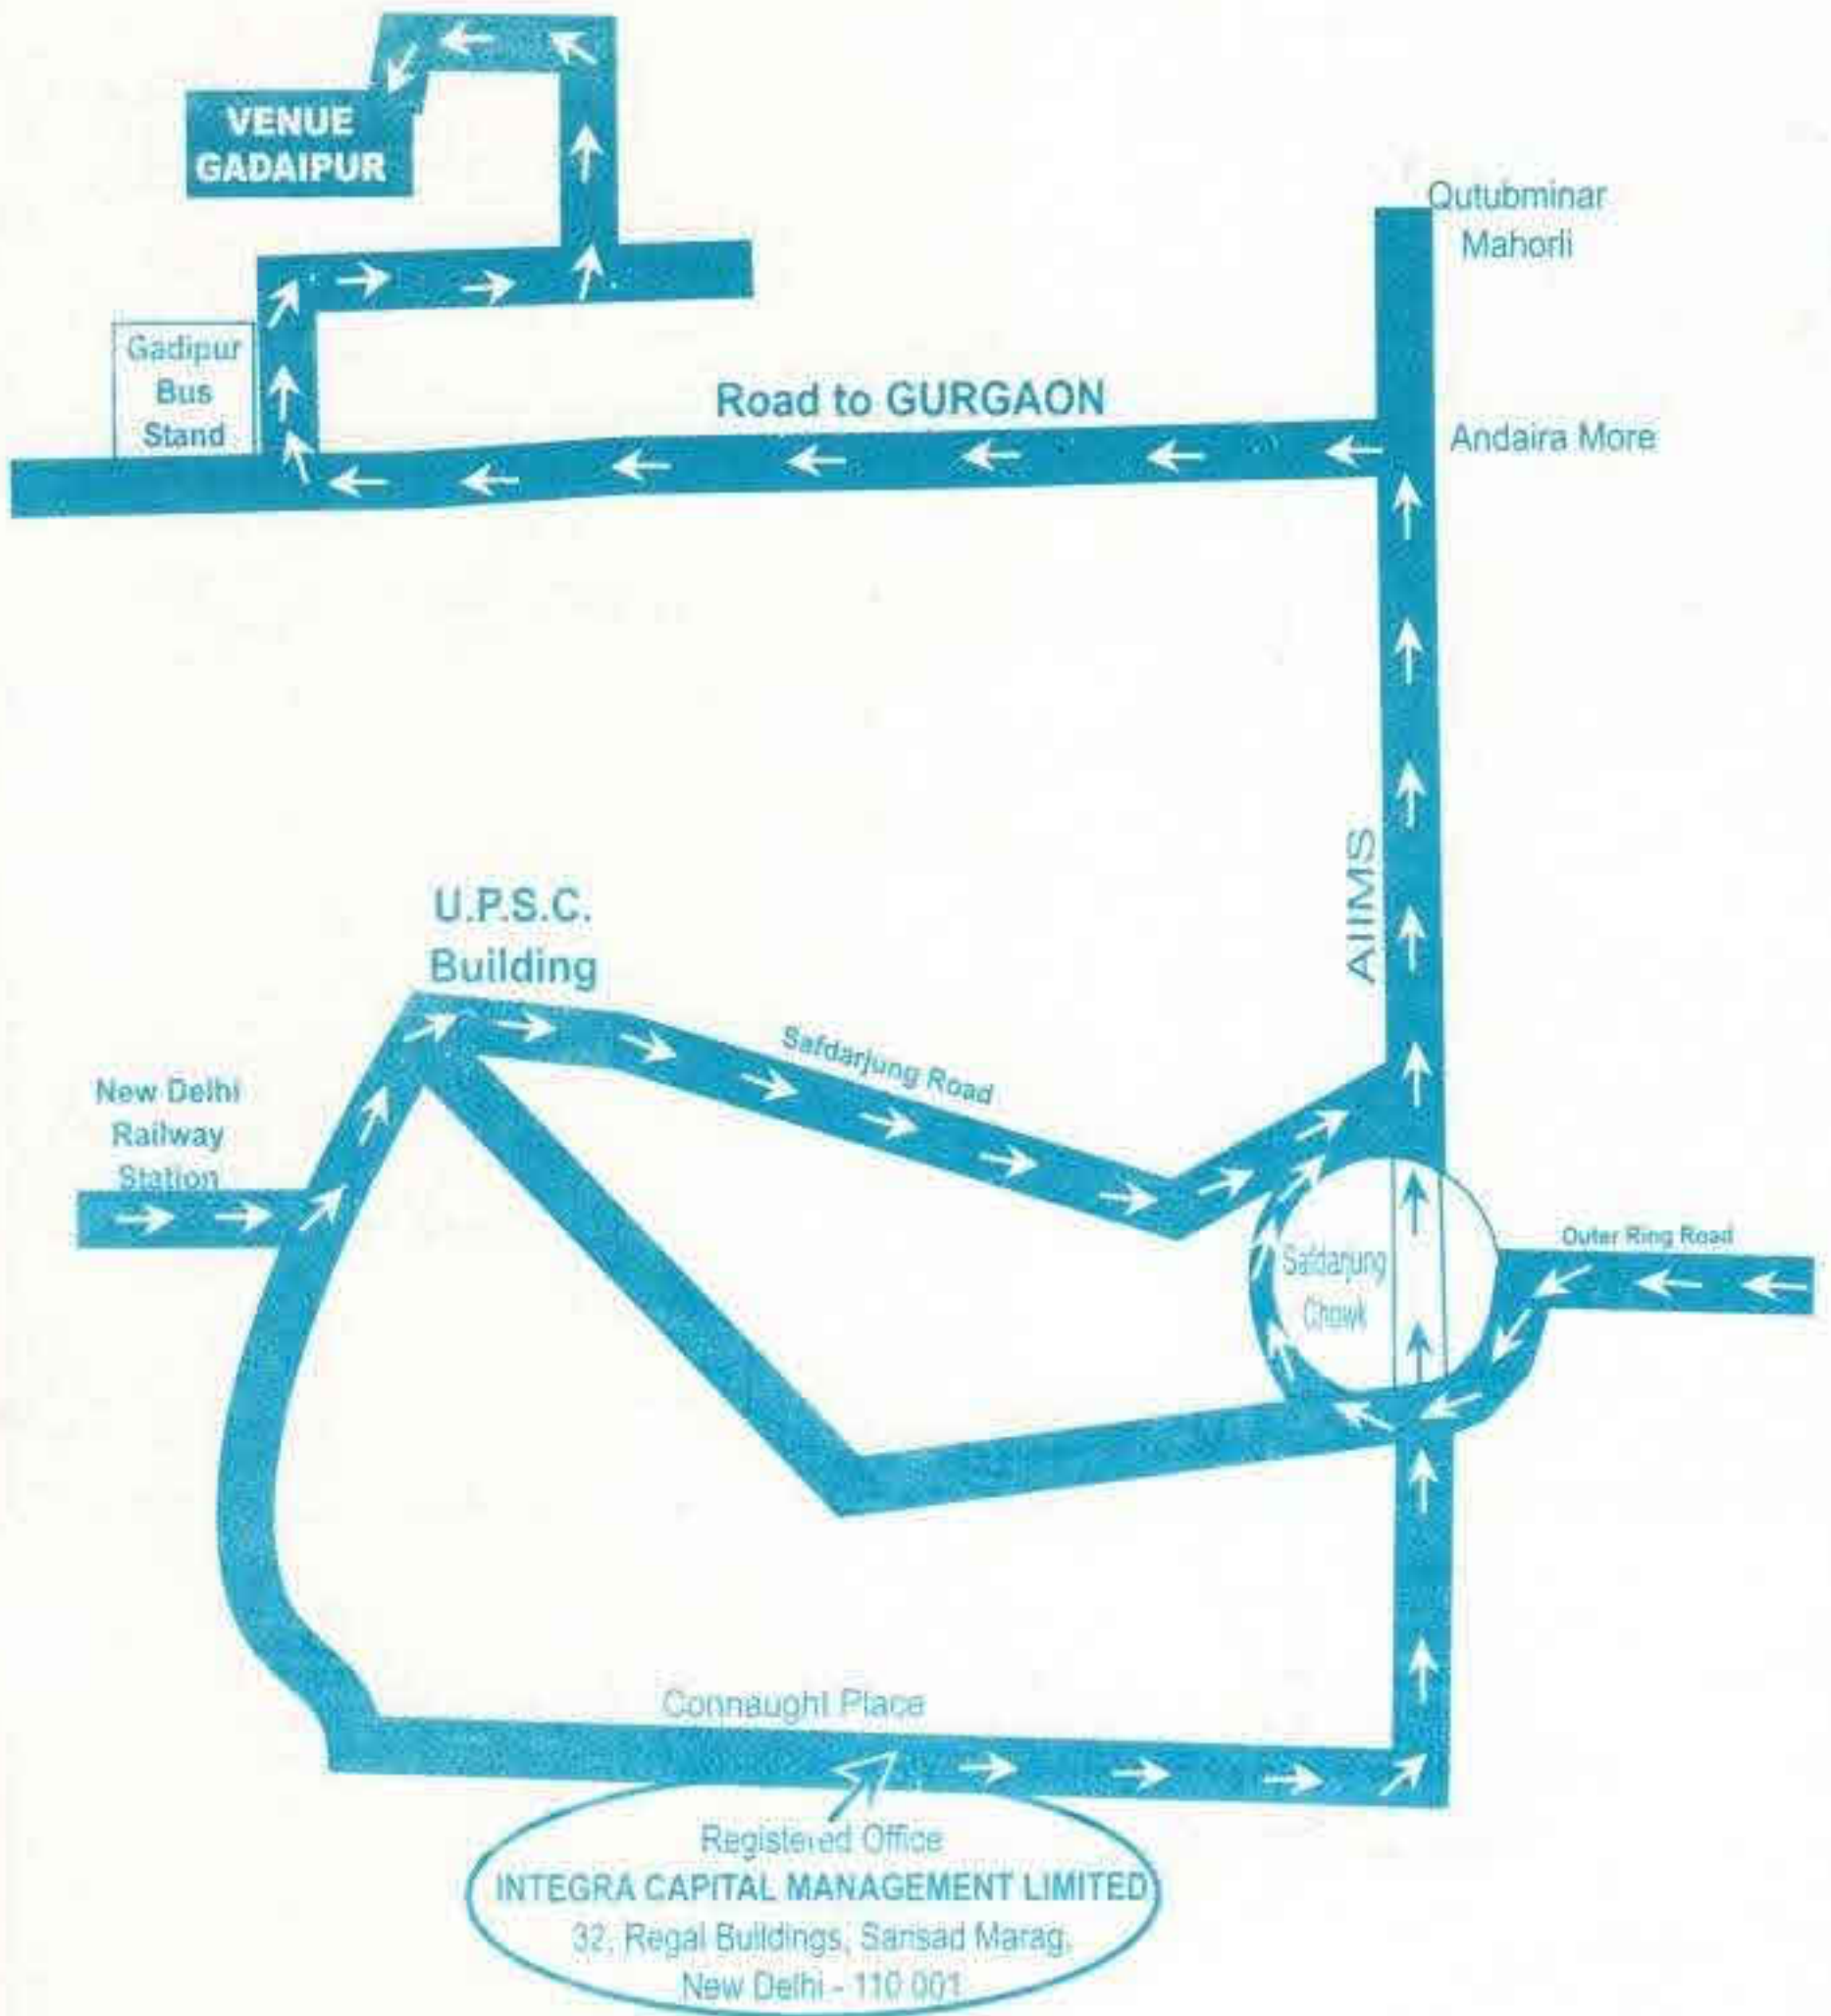 VENUE
GADAIPUR
Qutubminar
Mahorli
Gadipur
Bus
Stand
Road to GURGAON
Andaira More
AIIMS
U.P.S.C.
Building
Safdarjung Road
New Delhi
Railway
Station
Outer Ring Road
Safdarjung
Chowk
Connaught Place
Registered Office
INTEGRA CAPITAL MANAGEMENT LIMITED
32, Regal Buildings, Sansad Marag,
New Delhi - 110 001